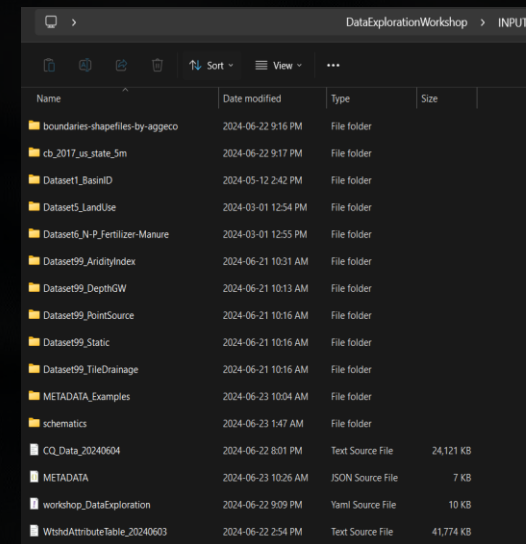 DataExplorationWorkshop > INPUT
Sort View
Name Date modified Type Size
boundaries-shapefiles-by-aggeco 2024-06-22 9:16 PM File folder
cb_2017_us_state_5m 2024-06-22 9:17 PM File folder
Dataset1_BasinID 2024-05-12 2:42 PM File folder
Dataset5_LandUse 2024-03-01 12:54 PM File folder
Dataset6_N-P_Fertilizer-Manure 2024-03-01 12:55 PM File folder
Dataset99_AridityIndex 2024-06-21 10:31 AM File folder
Dataset99_DepthGW 2024-06-21 10:13 AM File folder
Dataset99_PointSource 2024-06-21 10:16 AM File folder
Dataset99_Static 2024-06-21 10:16 AM File folder
Dataset99_TileDrainage 2024-06-21 10:16 AM File folder
METADATA_Examples 2024-06-23 10:04 AM File folder
schematics 2024-06-23 1:47 AM File folder
CQ_Data_20240604 2024-06-22 8:01 PM Text Source File 24,121 KB
METADATA 2024-06-23 10:26 AM JSON Source File 7 KB
workshop_DataExploration 2024-06-22 9:09 PM Yaml Source File 10 KB
WtshdAttributeTable_20240603 2024-06-22 2:54 PM Text Source File 41,774 KB